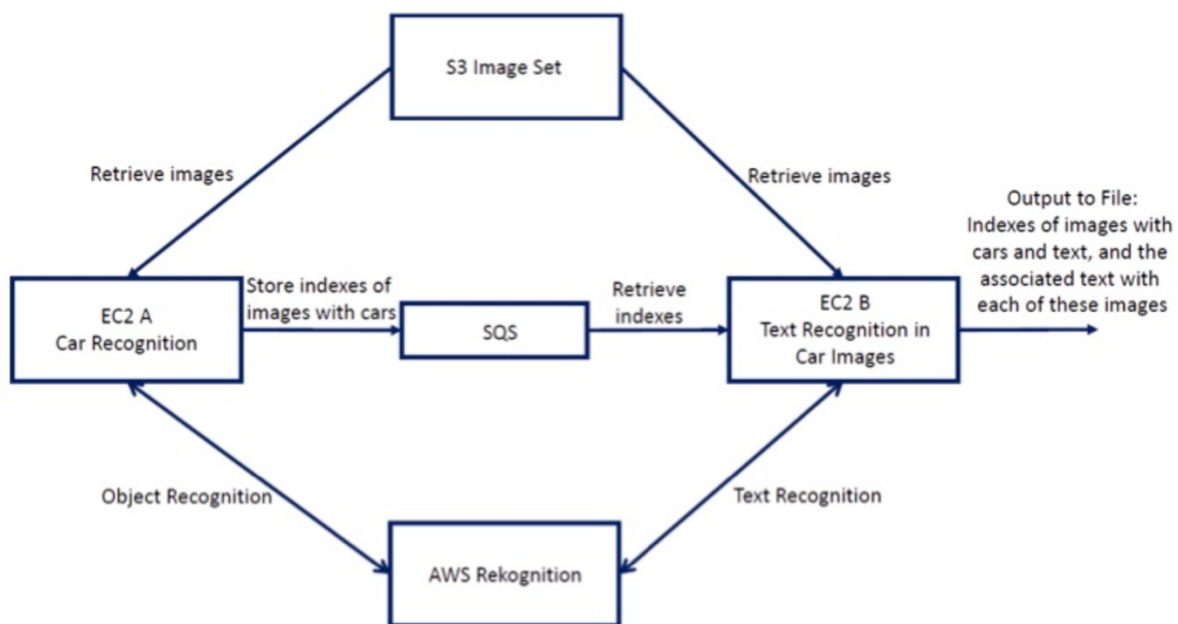 S3 Image Set
Retrieve images
Retrieve images
Output to File:
Indexes of images with
cars and text, and the
associated text with
each of these images
EC2 A
Car Recognition
Store indexes of
images with cars
SQS
Retrieve
indexes
EC2 B
Text Recognition in
Car Images
Object Recognition
Text Recognition
AWS Rekognition